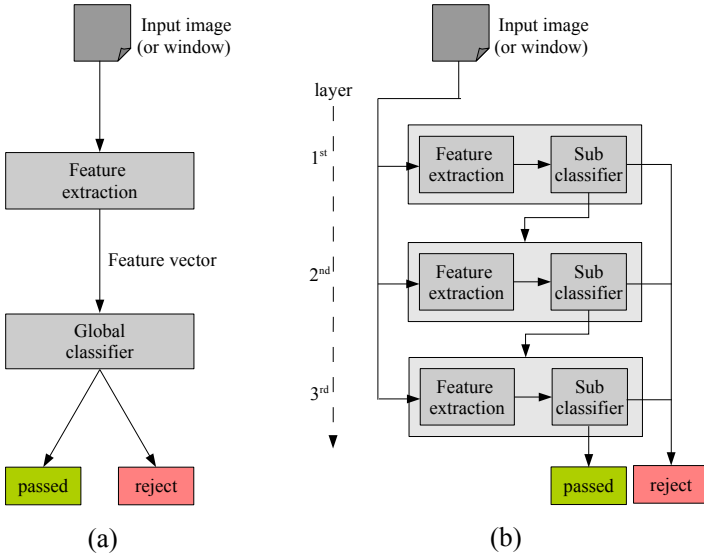 Input image
(or window)
Feature
extraction
Feature vector
Global
classifier
passed
reject
(a)
Input image
(or window)
layer
1st
Feature
extraction
Sub
classifier
2nd
Feature
extraction
Sub
classifier
3rd
Feature
extraction
Sub
classifier
passed
reject
(b)